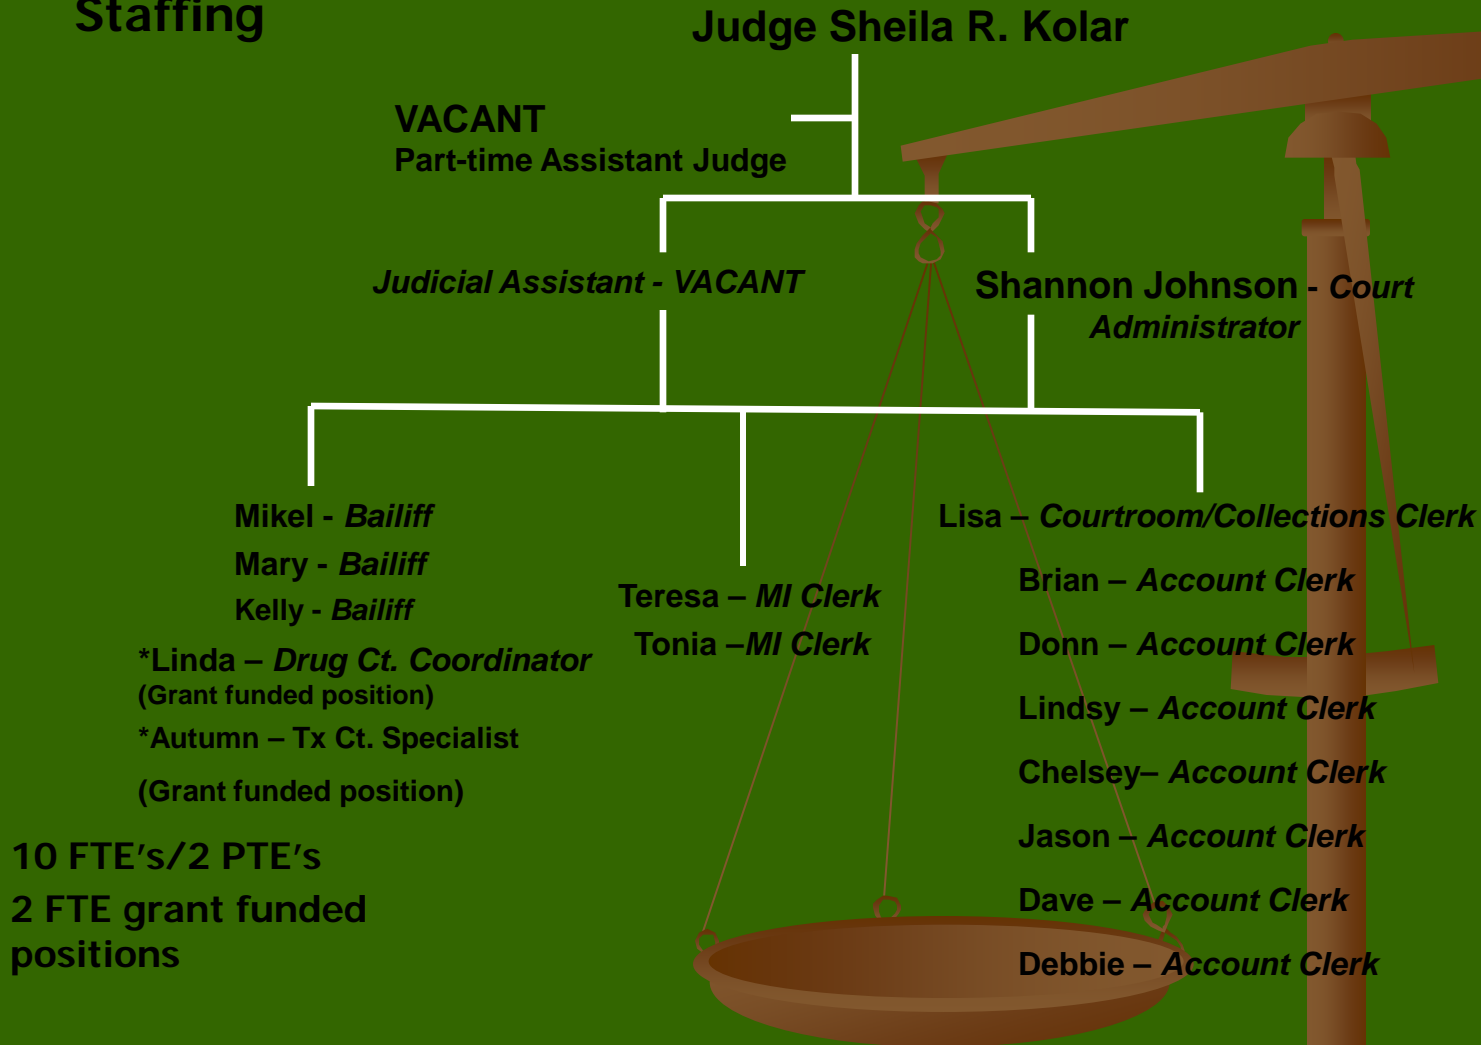 Staffing
Judge Sheila R. Kolar
VACANT
Part-time Assistant Judge
Judicial Assistant - VACANT
Shannon Johnson - Court
Administrator
Mikel - Bailiff
Mary - Bailiff
Kelly - Bailiff
*Linda – Drug Ct. Coordinator
(Grant funded position)
*Autumn – Tx Ct. Specialist
(Grant funded position)
Teresa – MI Clerk
Tonia –MI Clerk
Lisa – Courtroom/Collections Clerk
Brian – Account Clerk
Donn – Account Clerk
Lindsy – Account Clerk
Chelsey– Account Clerk
Jason – Account Clerk
Dave – Account Clerk
Debbie – Account Clerk
10 FTE's/2 PTE's
2 FTE grant funded
positions